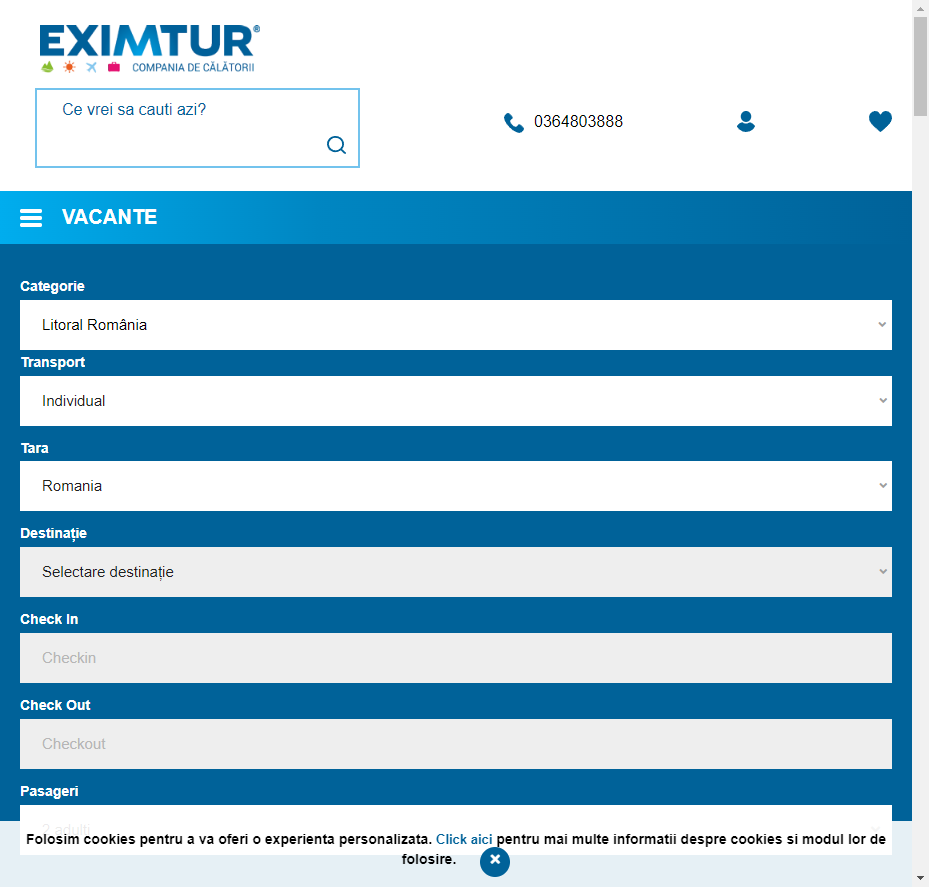 EXIMTUR®
COMPANIA DE CĂLĂTORII
Ce vrei sa cauti azi?
0364803888
VACANTE
Categorie
Litoral România
Transport
Individual
Tara
Romania
Destinație
Selectare destinație
Check In
Checkin
Check Out
Checkout
Pasageri
2 adulti
Folosim cookies pentru a va oferi o experienta personalizata. Click aici pentru mai multe informatii despre cookies si modul lor de
folosire.